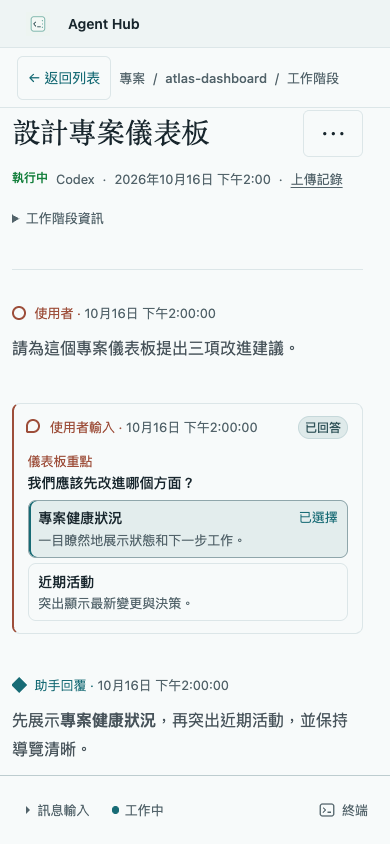 Agent Hub
← 返回列表 專案 / atlas-dashboard / 工作階段
設計專案儀表板
...
執行中 Codex · 2026年10月16日 下午2:00 · 上傳記錄
工作階段資訊
使用者 · 10月16日 下午2:00:00
請為這個專案儀表板提出三項改進建議。
使用者輸入 · 10月16日 下午2:00:00 已回答
儀表板重點
我們應該先改進哪個方面？
專案健康狀況 已選擇
一目瞭然地展示狀態和下一步工作。
近期活動
突出顯示最新變更與決策。
助手回覆 · 10月16日 下午2:00:00
先展示專案健康狀況，再突出近期活動，並保持
導覽清晰。
訊息輸入 工作中 終端